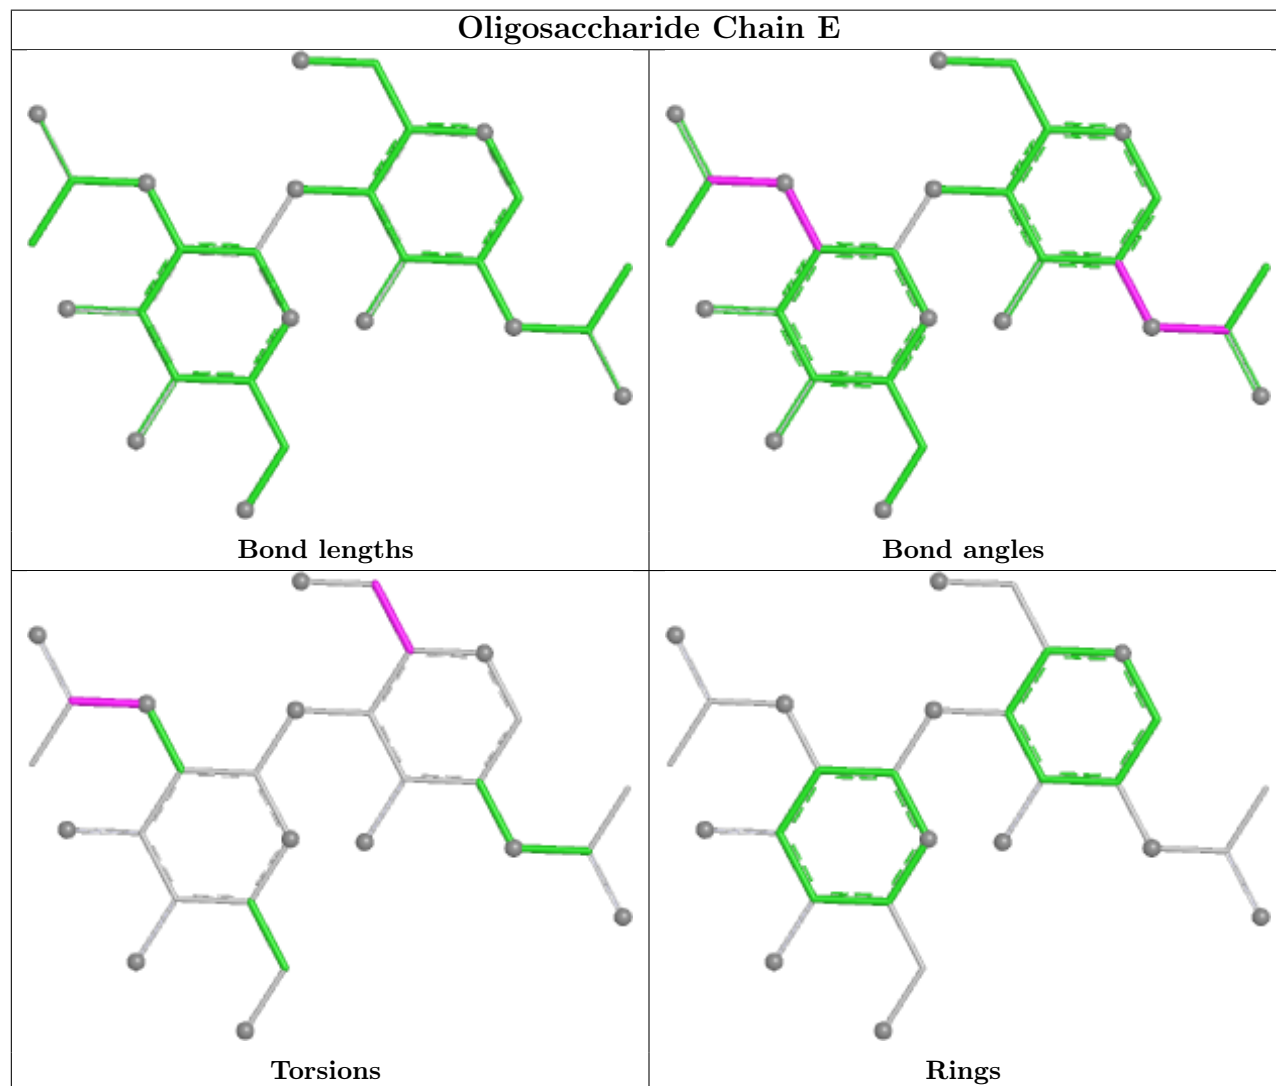 Oligosaccharide Chain E
Bond lengths
Bond angles
Torsions
Rings